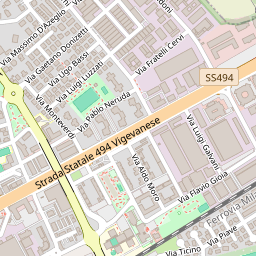 Via Massimo D'Azeglio
Via Gaetano Donizetti
Via Ugo Bassi
Via Luigi Luzzati
Via Fratelli Cervi
SS494
Via Monteverdi
Via Pablo Neruda
Strada Statale 494 Vigevanese
Via Luigi Galvani
Via Aldo Moro
Via Flavio Gioia
Ferrovia Mi
Via Piave
Via Ticino